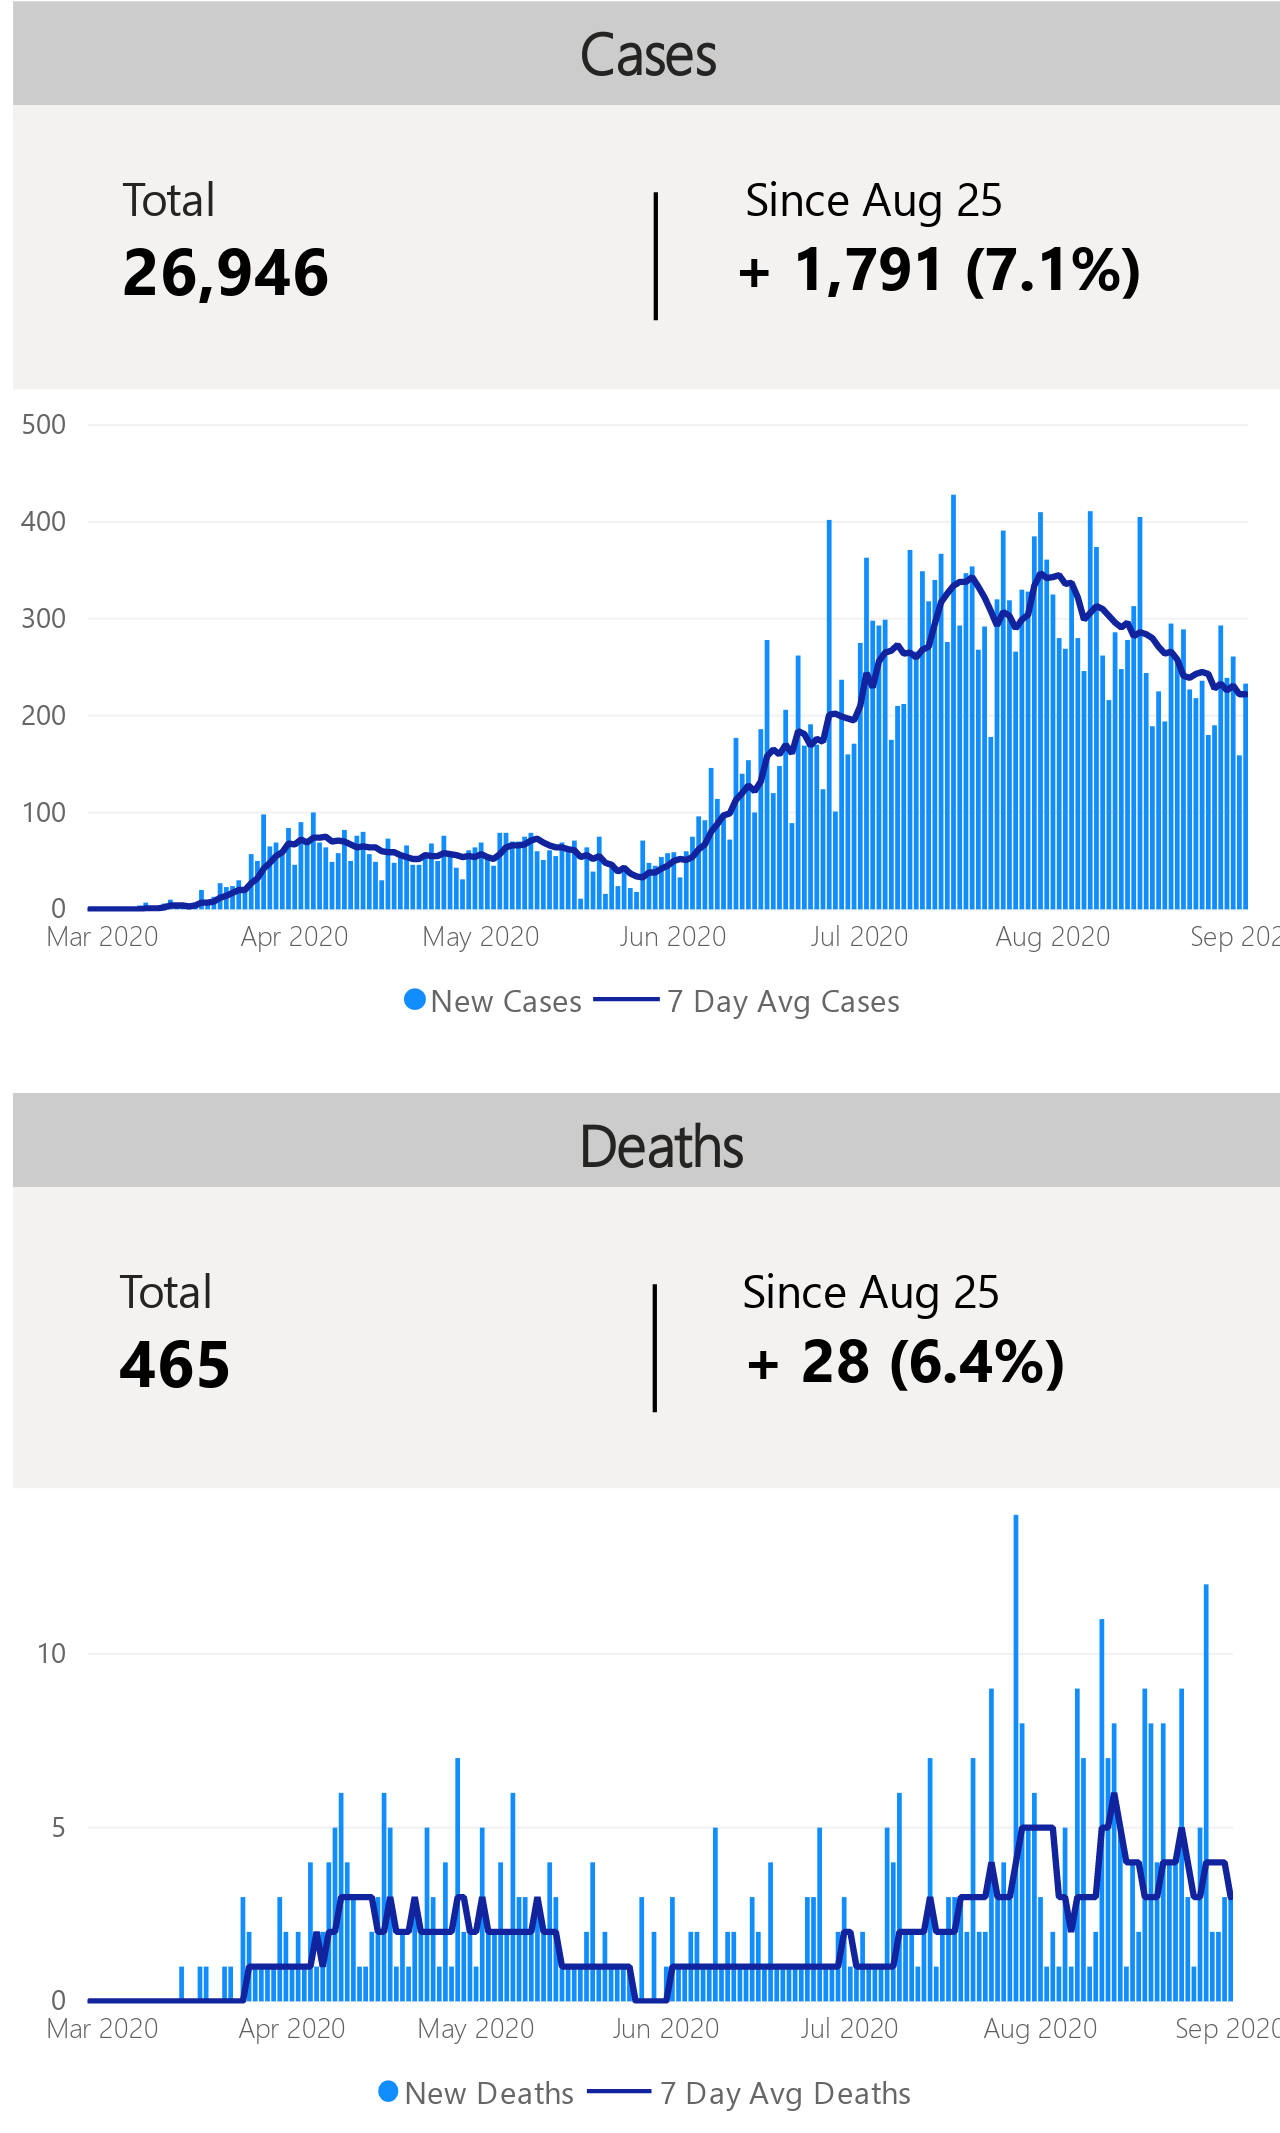 Cases
Total
Since Aug 25
26,946
+ 1,791 (7.1%)
500
400
300
200
100
0
Mar 2020 Apr 2020 May 2020 Jun 2020 Jul 2020 Aug 2020 Sep 202
New Cases 7 Day Avg Cases
Deaths
Total
Since Aug 25
465
+ 28 (6.4%)
10
5
0
Mar 2020 Apr 2020 May 2020 Jun 2020 Jul 2020 Aug 2020 Sep 2020
New Deaths 7 Day Avg Deaths